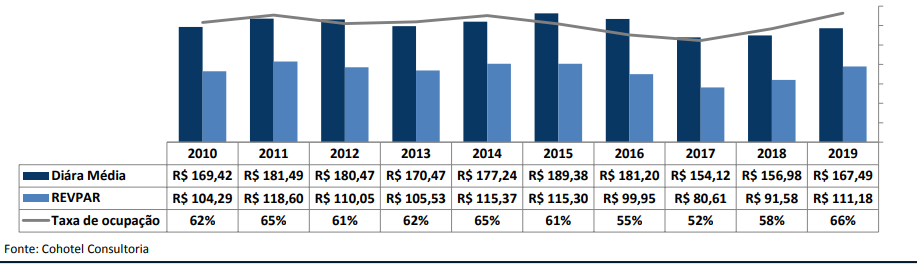 2010 2011 2012 2013 2014 2015 2016 2017 2018 2019
Diára Média R$ 169,42 R$ 181,49 R$ 180,47 R$ 170,47 R$ 177,24 R$ 189,38 R$ 181,20 R$ 154,12 R$ 156,98 R$ 167,49
REVPAR R$ 104,29 R$ 118,60 R$ 110,05 R$ 105,53 R$ 115,37 R$ 115,30 R$ 99,95 R$ 80,61 R$ 91,58 R$ 111,18
Taxa de ocupação 62% 65% 61% 62% 65% 61% 55% 52% 58% 66%
Fonte: Cohotel Consultoria